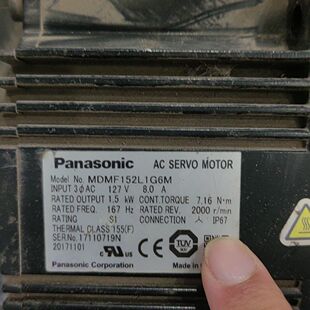 Panasonic AC SERVO MOTOR
Model No. MDMF152L1G6M
INPUT 3ø AC 127 V 8.0 A
RATED OUTPUT 1.5 kW CONT.TORQUE 7.16 N·m
RATED FREQ. 167 Hz RATED REV. 2000 r/min
RATING S1 CONNECTION IP67
THERMAL CLASS 155(F)
SER.No. 17110719N
20171101
Panasonic Corporation Made in